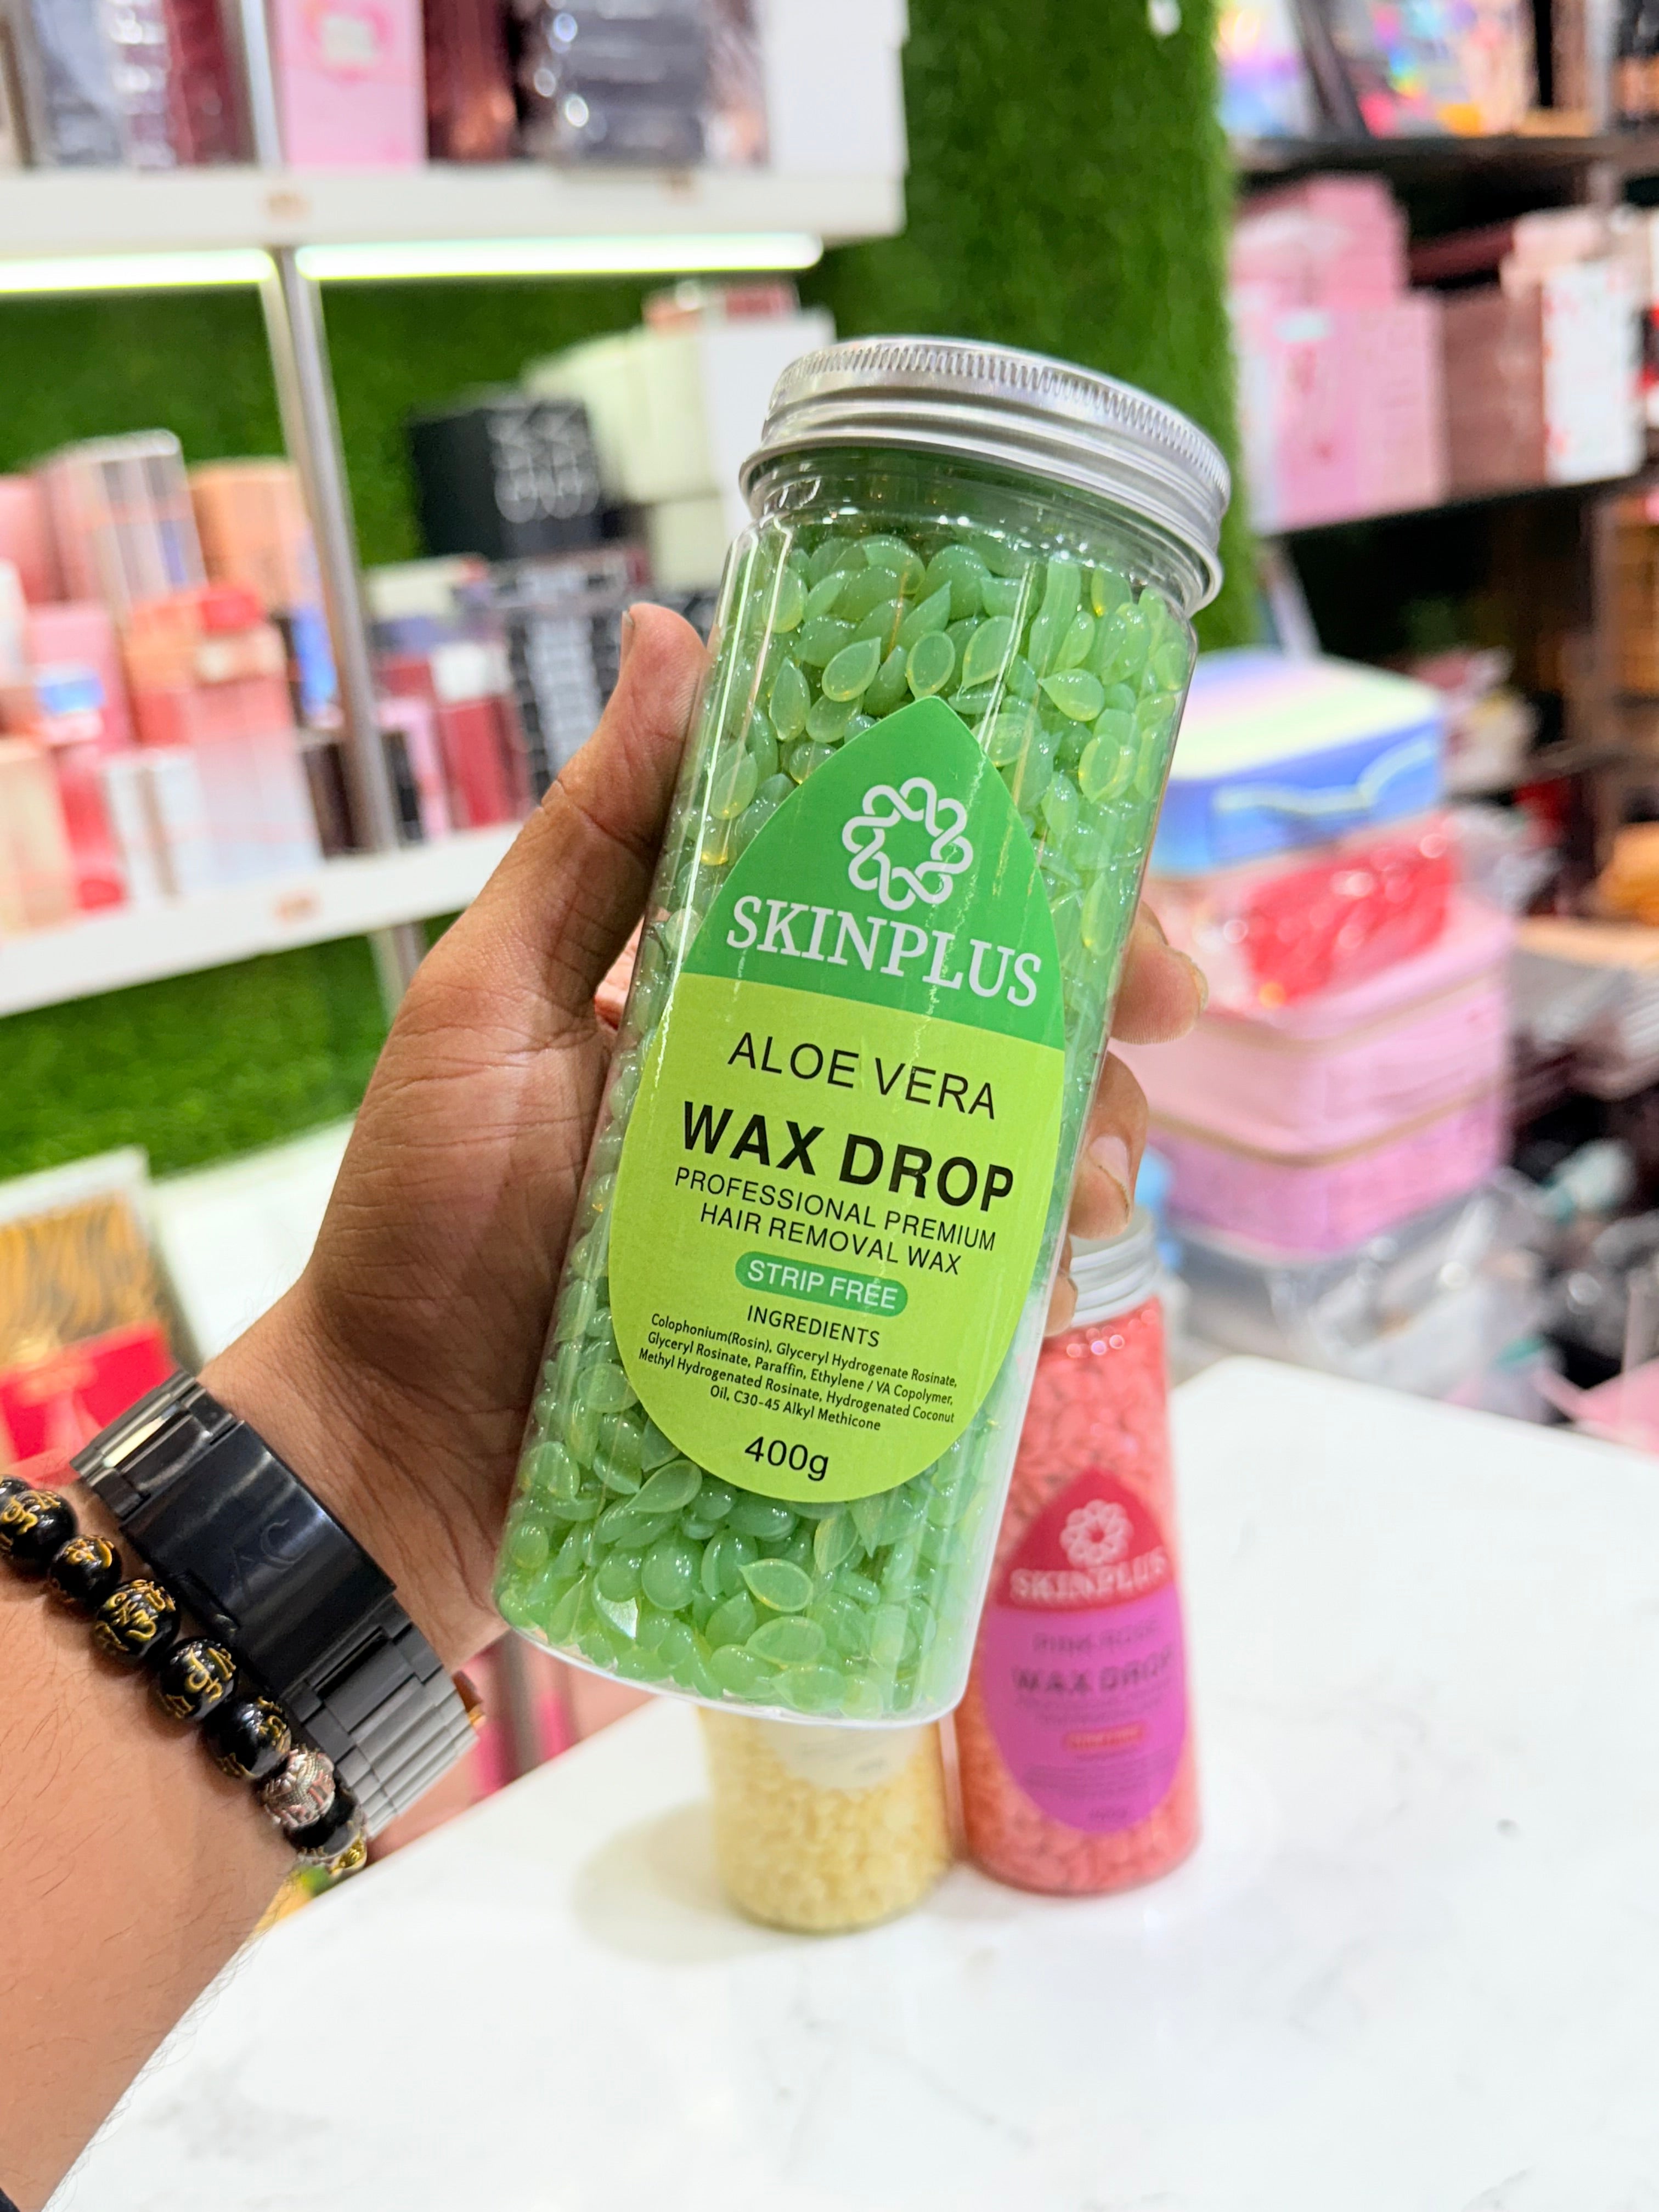 SKINPLUS
ALOE VERA
WAX DROP
PROFESSIONAL PREMIUM
HAIR REMOVAL WAX
STRIP FREE
INGREDIENTS
Colophonium(Rosin), Glyceryl Hydrogenate Rosinate,
Glyceryl Rosinate, Paraffin, Ethylene / VA Copolymer,
Methyl Hydrogenated Rosinate, Hydrogenated Coconut
Oil, C30-45 Alkyl Methicone
400g
SKINPLUS
PINK ROSE
WAX DROP